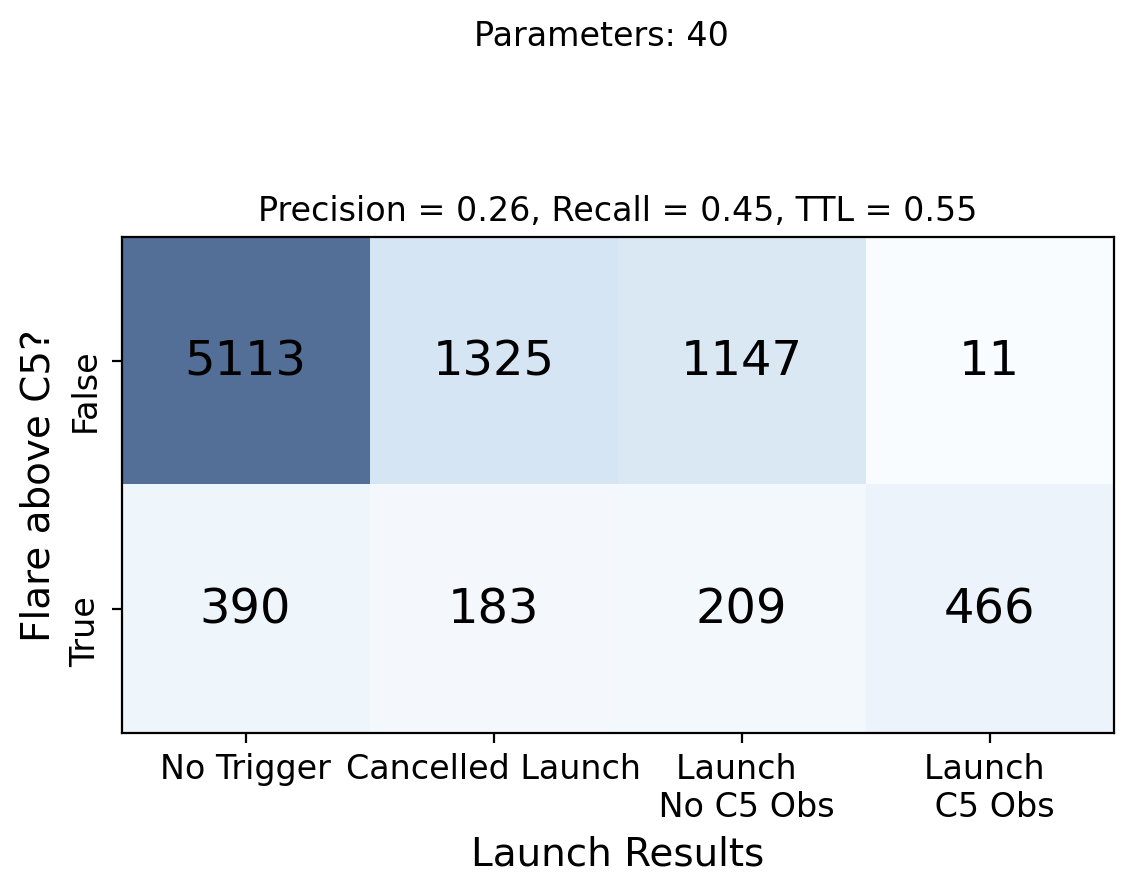 Parameters: 40
Precision = 0.26, Recall = 0.45, TTL = 0.55
Flare above C5?
False
5113 1325 1147 11
True
390 183 209 466
No Trigger Cancelled Launch Launch Launch
No C5 Obs C5 Obs
Launch Results